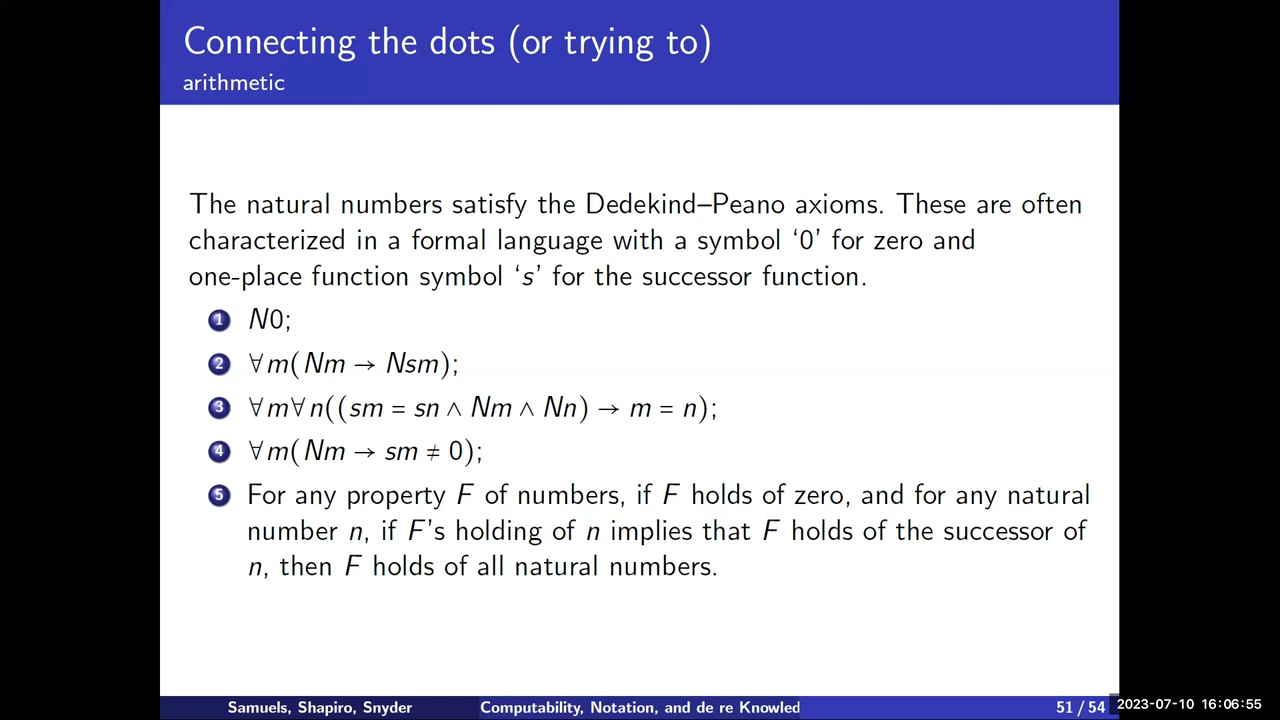 Connecting the dots (or trying to)
arithmetic
The natural numbers satisfy the Dedekind–Peano axioms. These are often
characterized in a formal language with a symbol ‘0’ for zero and
one-place function symbol ‘s’ for the successor function.
1 N0;
2 ∀m(Nm → Nsm);
3 ∀m∀n((sm = sn ∧ Nm ∧ Nn) → m = n);
4 ∀m(Nm → sm ≠ 0);
5 For any property F of numbers, if F holds of zero, and for any natural
number n, if F’s holding of n implies that F holds of the successor of
n, then F holds of all natural numbers.
Samuels, Shapiro, Snyder Computability, Notation, and de re Knowled 51 / 54 2023-07-10 16:06:55